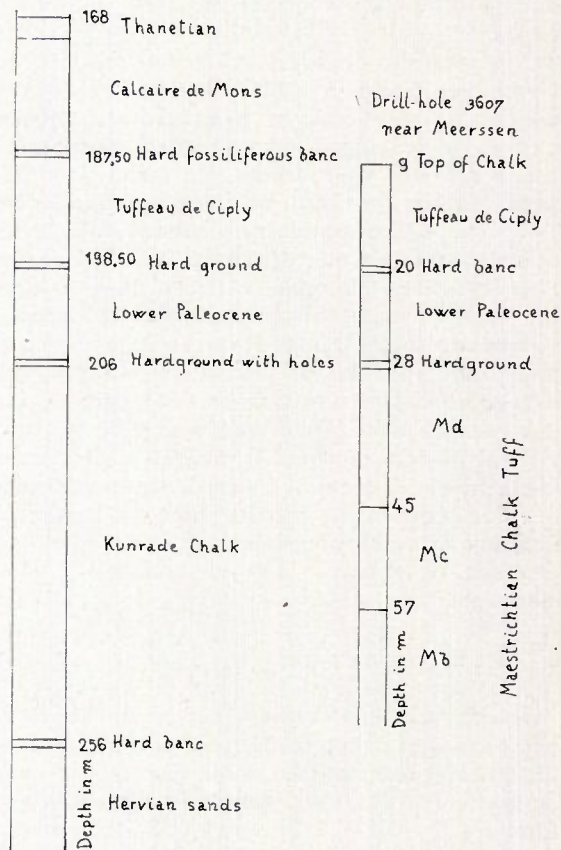 168 Thanetian
Calcaire de Mons
187,50 Hard fossiliferous banc
Tuffeau de Ciply
198.50 Hard ground
Lower Paleocene
206 Hardground with holes
Kunrade Chalk
256 Hard banc
Depth in m
Hervian sands
Drill-hole 3607
near Meerssen
9 Top of Chalk
Tuffeau de Ciply
20 Hard banc
Lower Paleocene
28 Hardground
Md
45
Mc
57
Depth in m
Mb
Maestrichtian Chalk Tuff